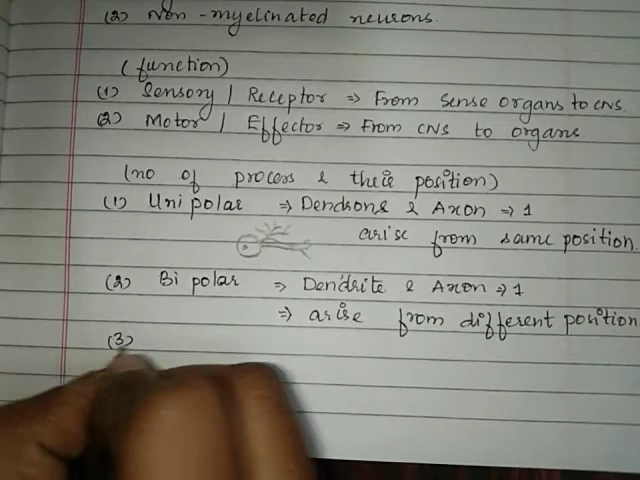 (2) Non-myelinated neurons.
(function)
(1) Sensory / Receptor ⇒ From sense organs to CNS
(2) Motor / Effector ⇒ From CNS to organs
(no of process & their position)
(1) Unipolar ⇒ Dendrons & Axon ⇒ 1
arise from same position.
(2) Bi polar ⇒ Dendrite & Axon ⇒ 1
⇒ arise from different position
(3)